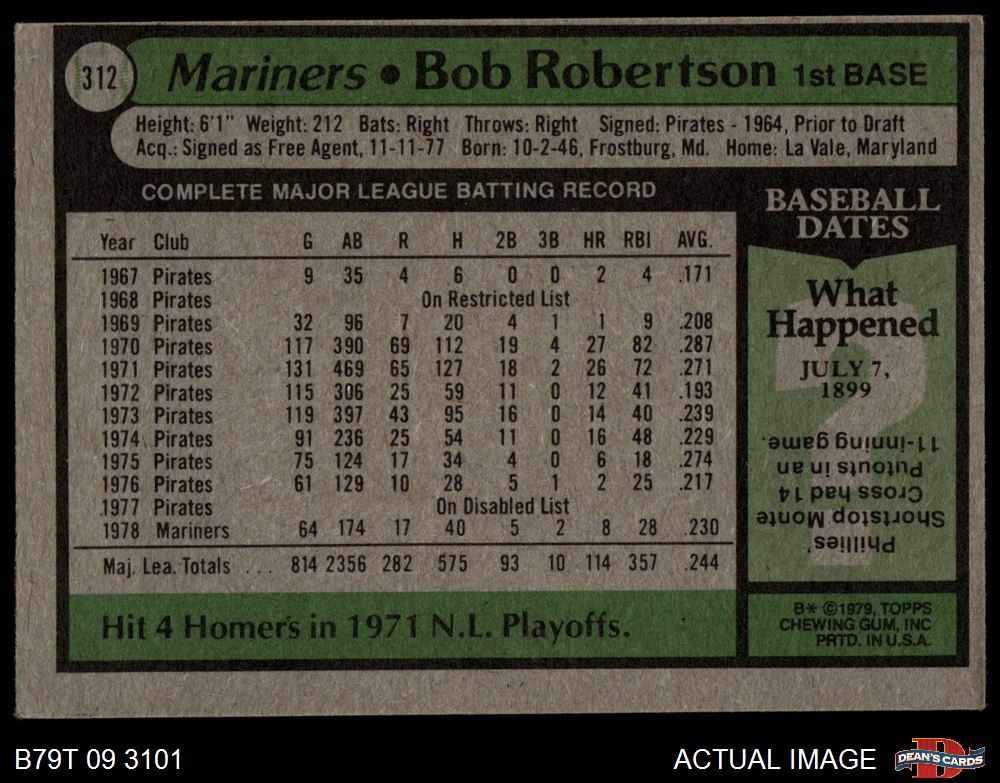 312 Mariners • Bob Robertson 1st BASE
Height: 6'1" Weight: 212 Bats: Right Throws: Right Signed: Pirates - 1964, Prior to Draft
Acq.: Signed as Free Agent, 11-11-77 Born: 10-2-46, Frostburg, Md. Home: La Vale, Maryland
COMPLETE MAJOR LEAGUE BATTING RECORD
Year Club G AB R H 2B 3B HR RBI AVG.
1967 Pirates 9 35 4 6 0 0 2 4 .171
1968 Pirates On Restricted List
1969 Pirates 32 96 7 20 4 1 1 9 .208
1970 Pirates 117 390 69 112 19 4 27 82 .287
1971 Pirates 131 469 65 127 18 2 26 72 .271
1972 Pirates 115 306 25 59 11 0 12 41 .193
1973 Pirates 119 397 43 95 16 0 14 40 .239
1974 Pirates 91 236 25 54 11 0 16 48 .229
1975 Pirates 75 124 17 34 4 0 6 18 .274
1976 Pirates 61 129 10 28 5 1 2 25 .217
1977 Pirates On Disabled List
1978 Mariners 64 174 17 40 5 2 8 28 .230
Maj. Lea. Totals ... 814 2356 282 575 93 10 114 357 .244
Hit 4 Homers in 1971 N.L. Playoffs.
BASEBALL
DATES
What
Happened
JULY 7,
1899
?
Phillies'
Shortstop Monte
Cross had 14
Putouts in an
11-inning game.
B* ©1979, TOPPS
CHEWING GUM, INC
PRTD. IN U.S.A.
B79T 09 3101
ACTUAL IMAGE
D
DEAN'S CARDS